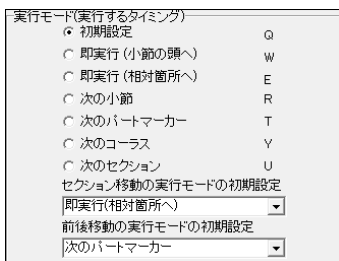 実行モード(実行するタイミング)
初期設定 Q
即実行 (小節の頭へ) W
即実行 (相対箇所へ) E
次の小節 R
次のパートマーカー T
次のコーラス Y
次のセクション U
セクション移動の実行モードの初期設定
即実行(相対箇所へ)
前後移動の実行モードの初期設定
次のパートマーカー